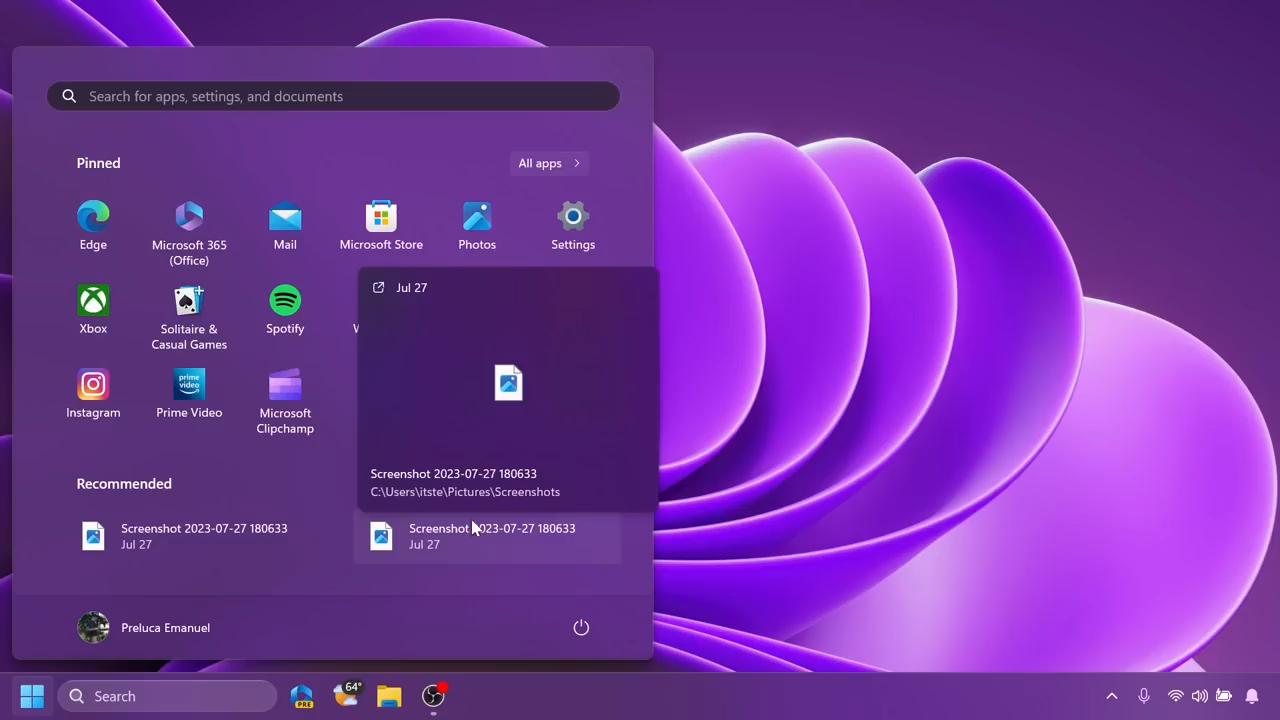 Search for apps, settings, and documents
Pinned
All apps
Edge
Microsoft 365
(Office)
Mail
Microsoft Store
Photos
Settings
Jul 27
Xbox
Solitaire &
Casual Games
Spotify
W
prime
video
Instagram
Prime Video
Microsoft
Clipchamp
Screenshot 2023-07-27 180633
C:\Users\itste\Pictures\Screenshots
Recommended
Screenshot 2023-07-27 180633
Jul 27
Screenshot 2023-07-27 180633
Jul 27
Preluca Emanuel
Search
PRE
64°